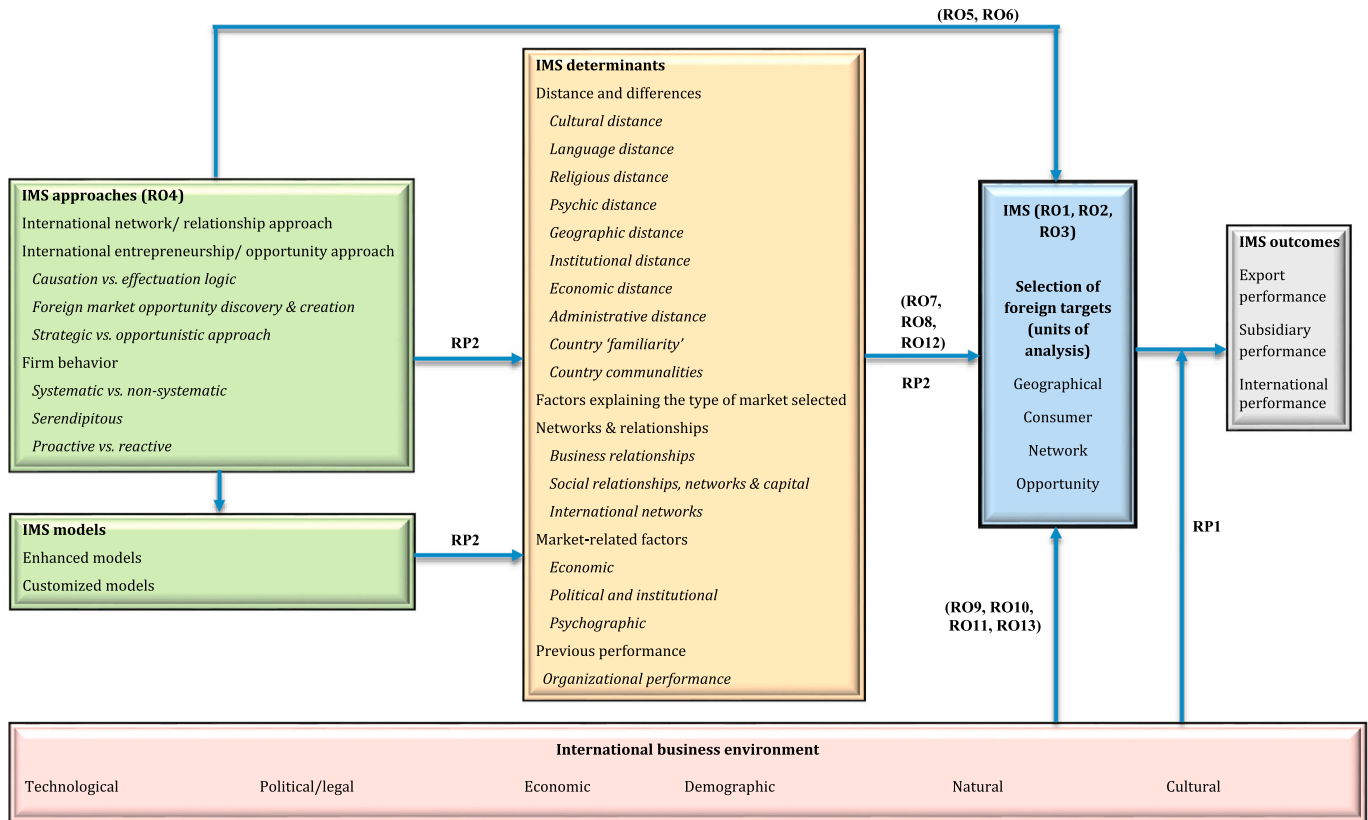 (RO5, RO6)
IMS approaches (RO4)
International network/ relationship approach
International entrepreneurship/ opportunity approach
Causation vs. effectuation logic
Foreign market opportunity discovery & creation
Strategic vs. opportunistic approach
Firm behavior
Systematic vs. non-systematic
Serendipitous
Proactive vs. reactive
RP2
IMS models
Enhanced models
Customized models
RP2
IMS determinants
Distance and differences
Cultural distance
Language distance
Religious distance
Psychic distance
Geographic distance
Institutional distance
Economic distance
Administrative distance
Country ‘familiarity’
Country communalities
Factors explaining the type of market selected
Networks & relationships
Business relationships
Social relationships, networks & capital
International networks
Market-related factors
Economic
Political and institutional
Psychographic
Previous performance
Organizational performance
(RO7,
RO8,
RO12)
RP2
IMS (RO1, RO2,
RO3)
Selection of
foreign targets
(units of
analysis)
Geographical
Consumer
Network
Opportunity
IMS outcomes
Export
performance
Subsidiary
performance
International
performance
RP1
(RO9, RO10,
RO11, RO13)
International business environment
Technological
Political/legal
Economic
Demographic
Natural
Cultural